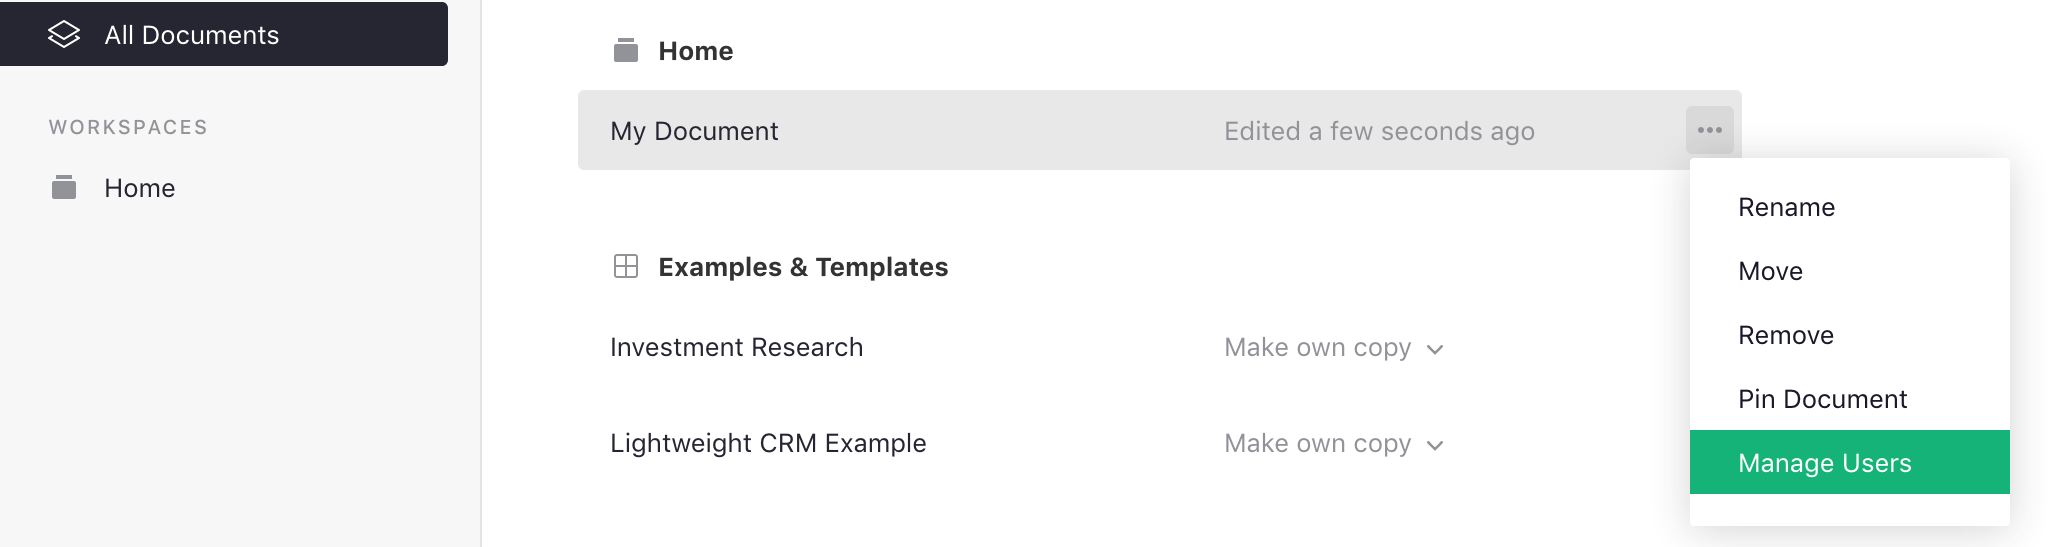 All Documents
WORKSPACES
Home
Home
My Document
Edited a few seconds ago
Examples & Templates
Investment Research
Make own copy
Lightweight CRM Example
Make own copy
Rename
Move
Remove
Pin Document
Manage Users